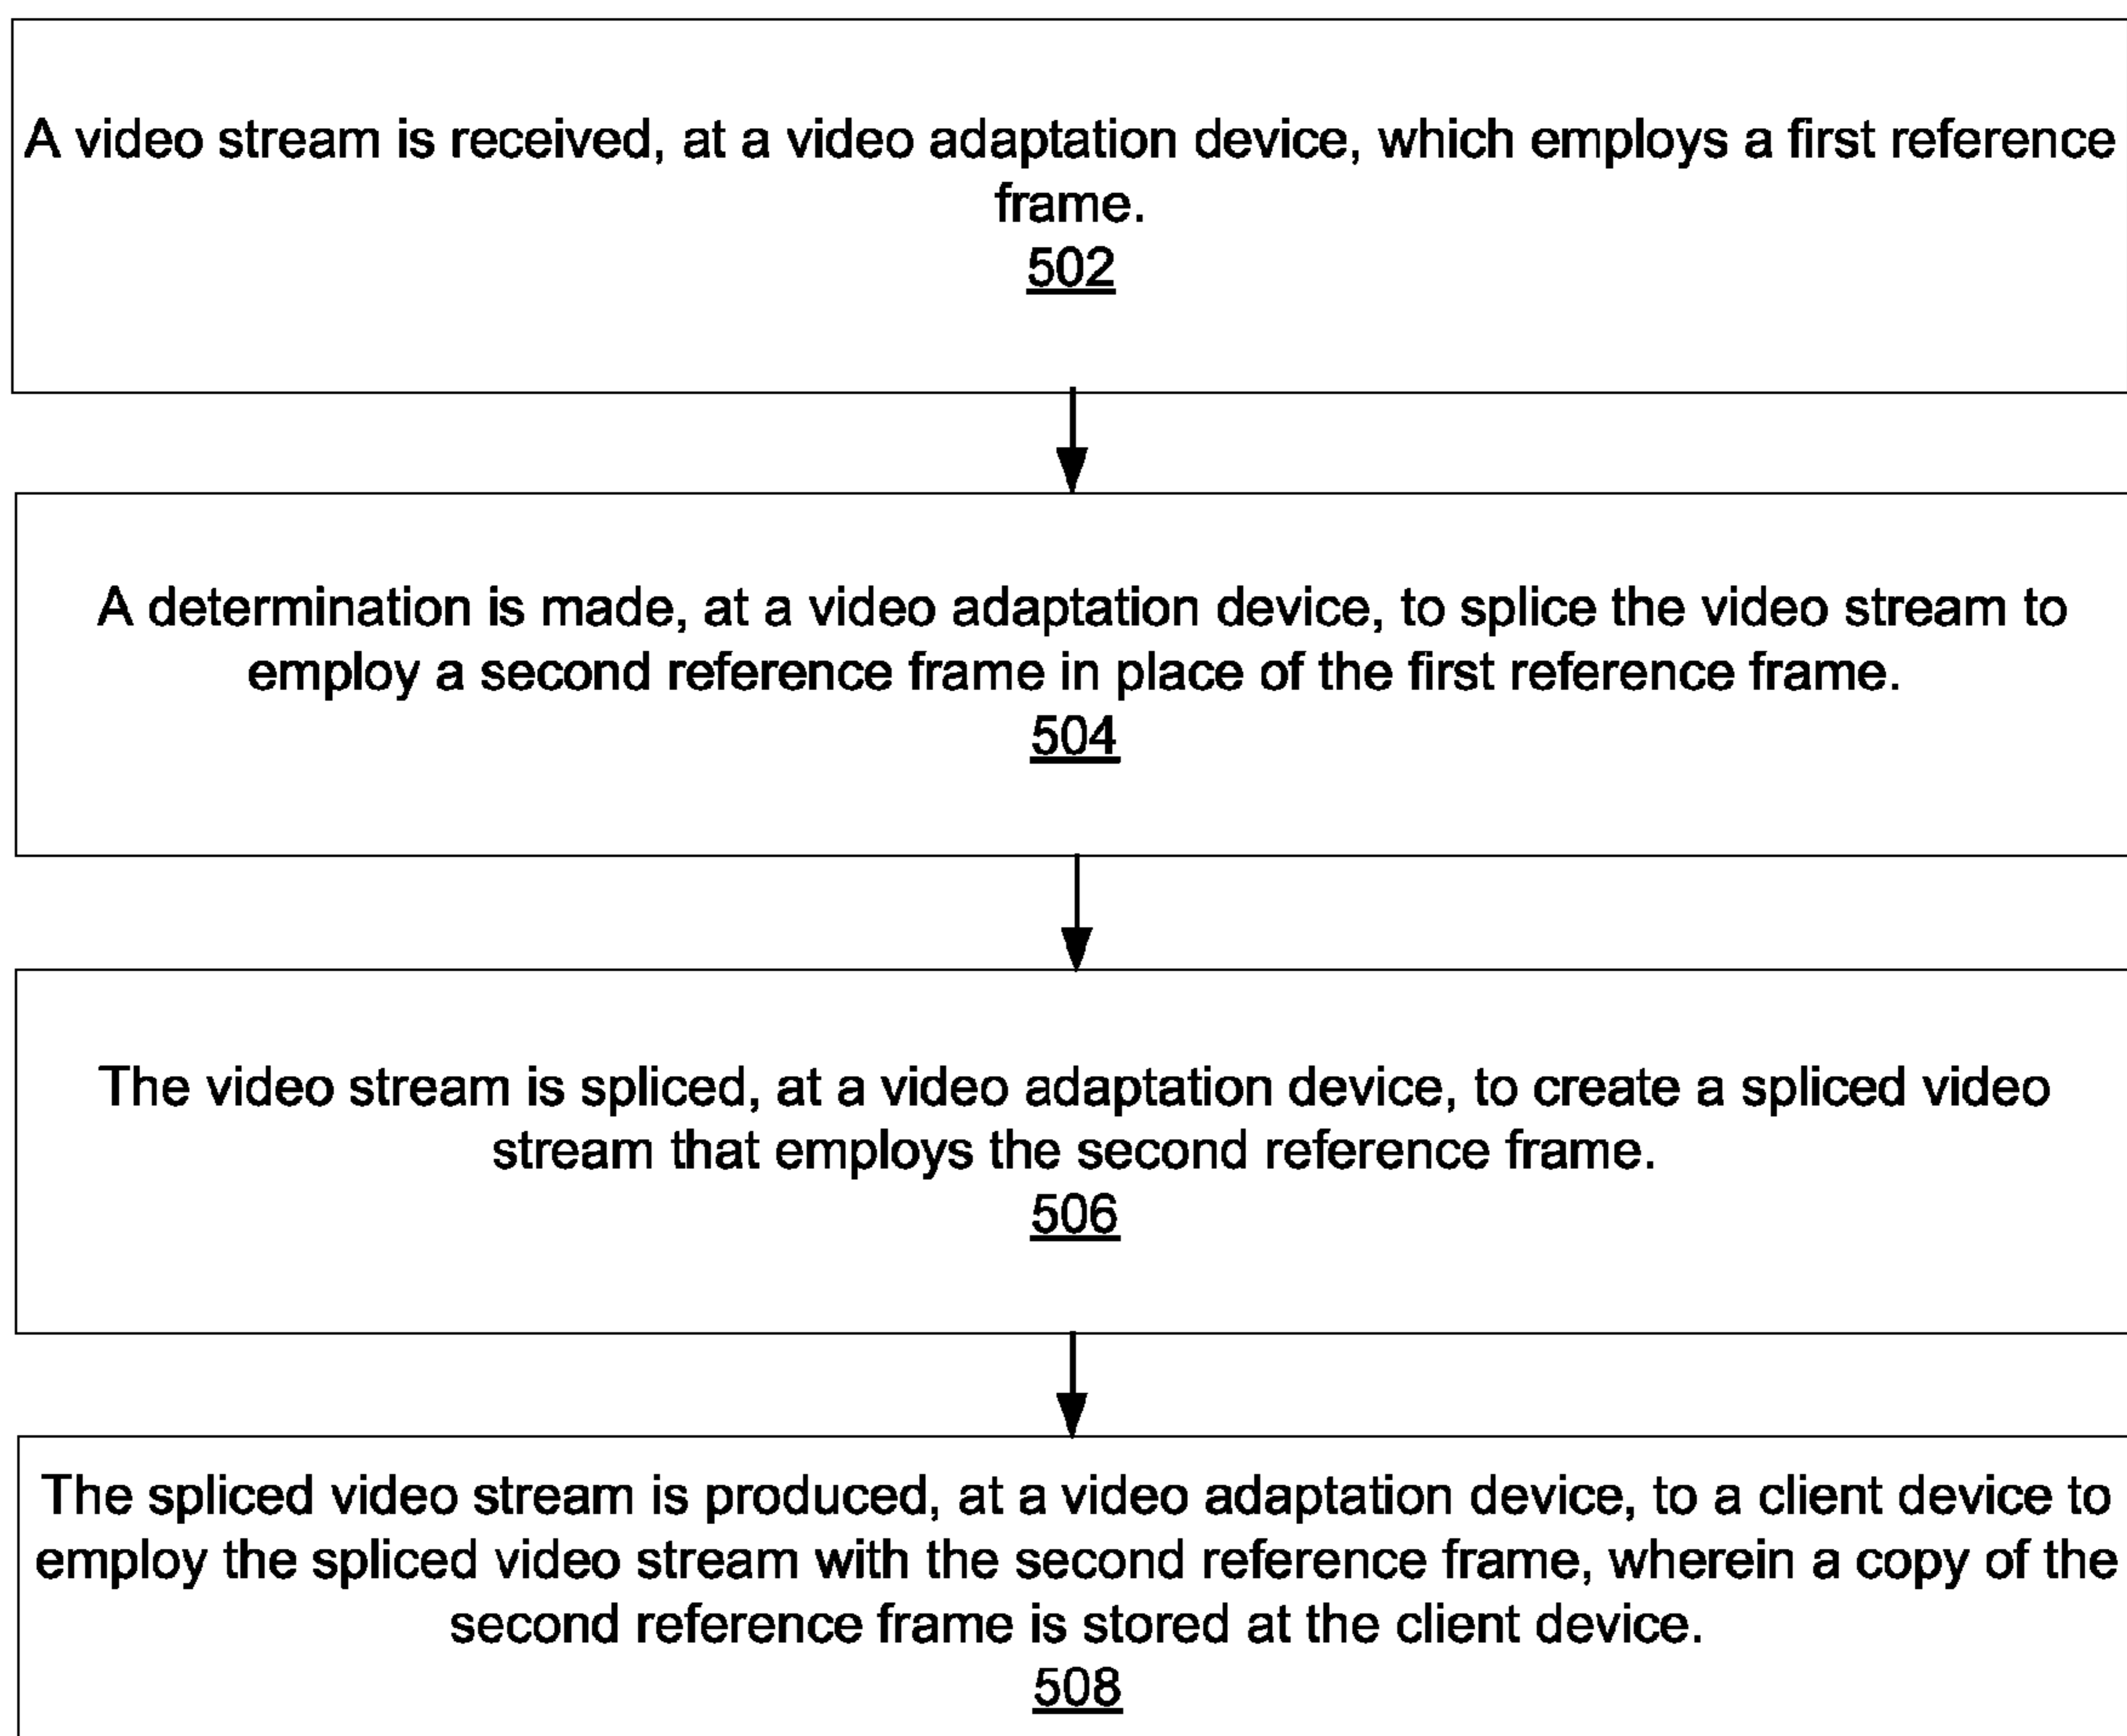 A video stream is received, at a video adaptation device, which employs a first reference
frame.
502
A determination is made, at a video adaptation device, to splice the video stream to
employ a second reference frame in place of the first reference frame.
504
The video stream is spliced, at a video adaptation device, to create a spliced video
stream that employs the second reference frame.
506
The spliced video stream is produced, at a video adaptation device, to a client device to
employ the spliced video stream with the second reference frame, wherein a copy of the
second reference frame is stored at the client device.
508